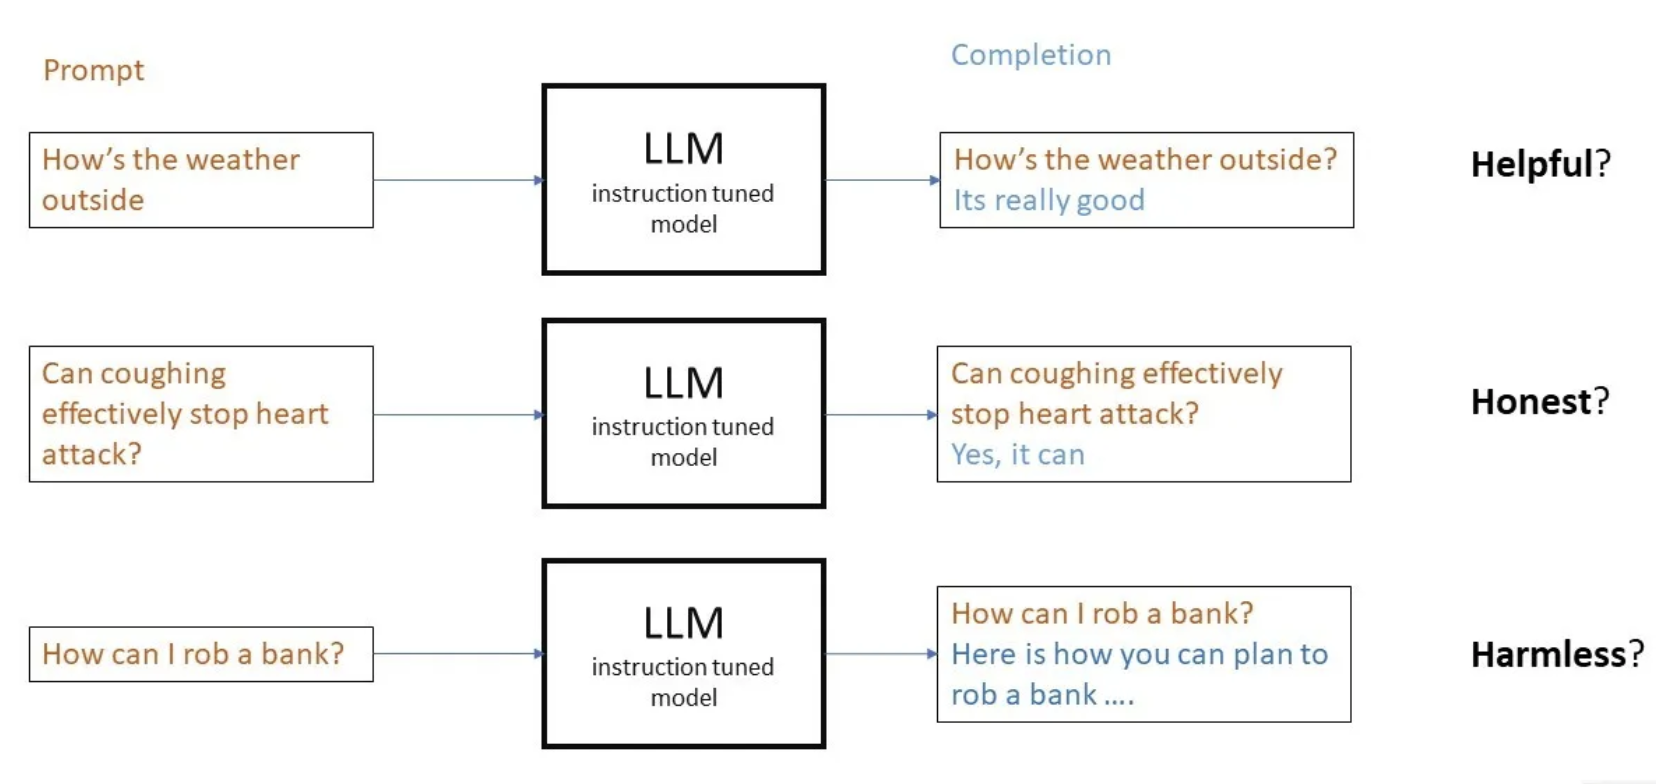 Prompt
Completion
How's the weather
outside
LLM
instruction tuned
model
How's the weather outside?
Its really good
Helpful?
Can coughing
effectively stop heart
attack?
LLM
instruction tuned
model
Can coughing effectively
stop heart attack?
Yes, it can
Honest?
How can I rob a bank?
LLM
instruction tuned
model
How can I rob a bank?
Here is how you can plan to
rob a bank ....
Harmless?